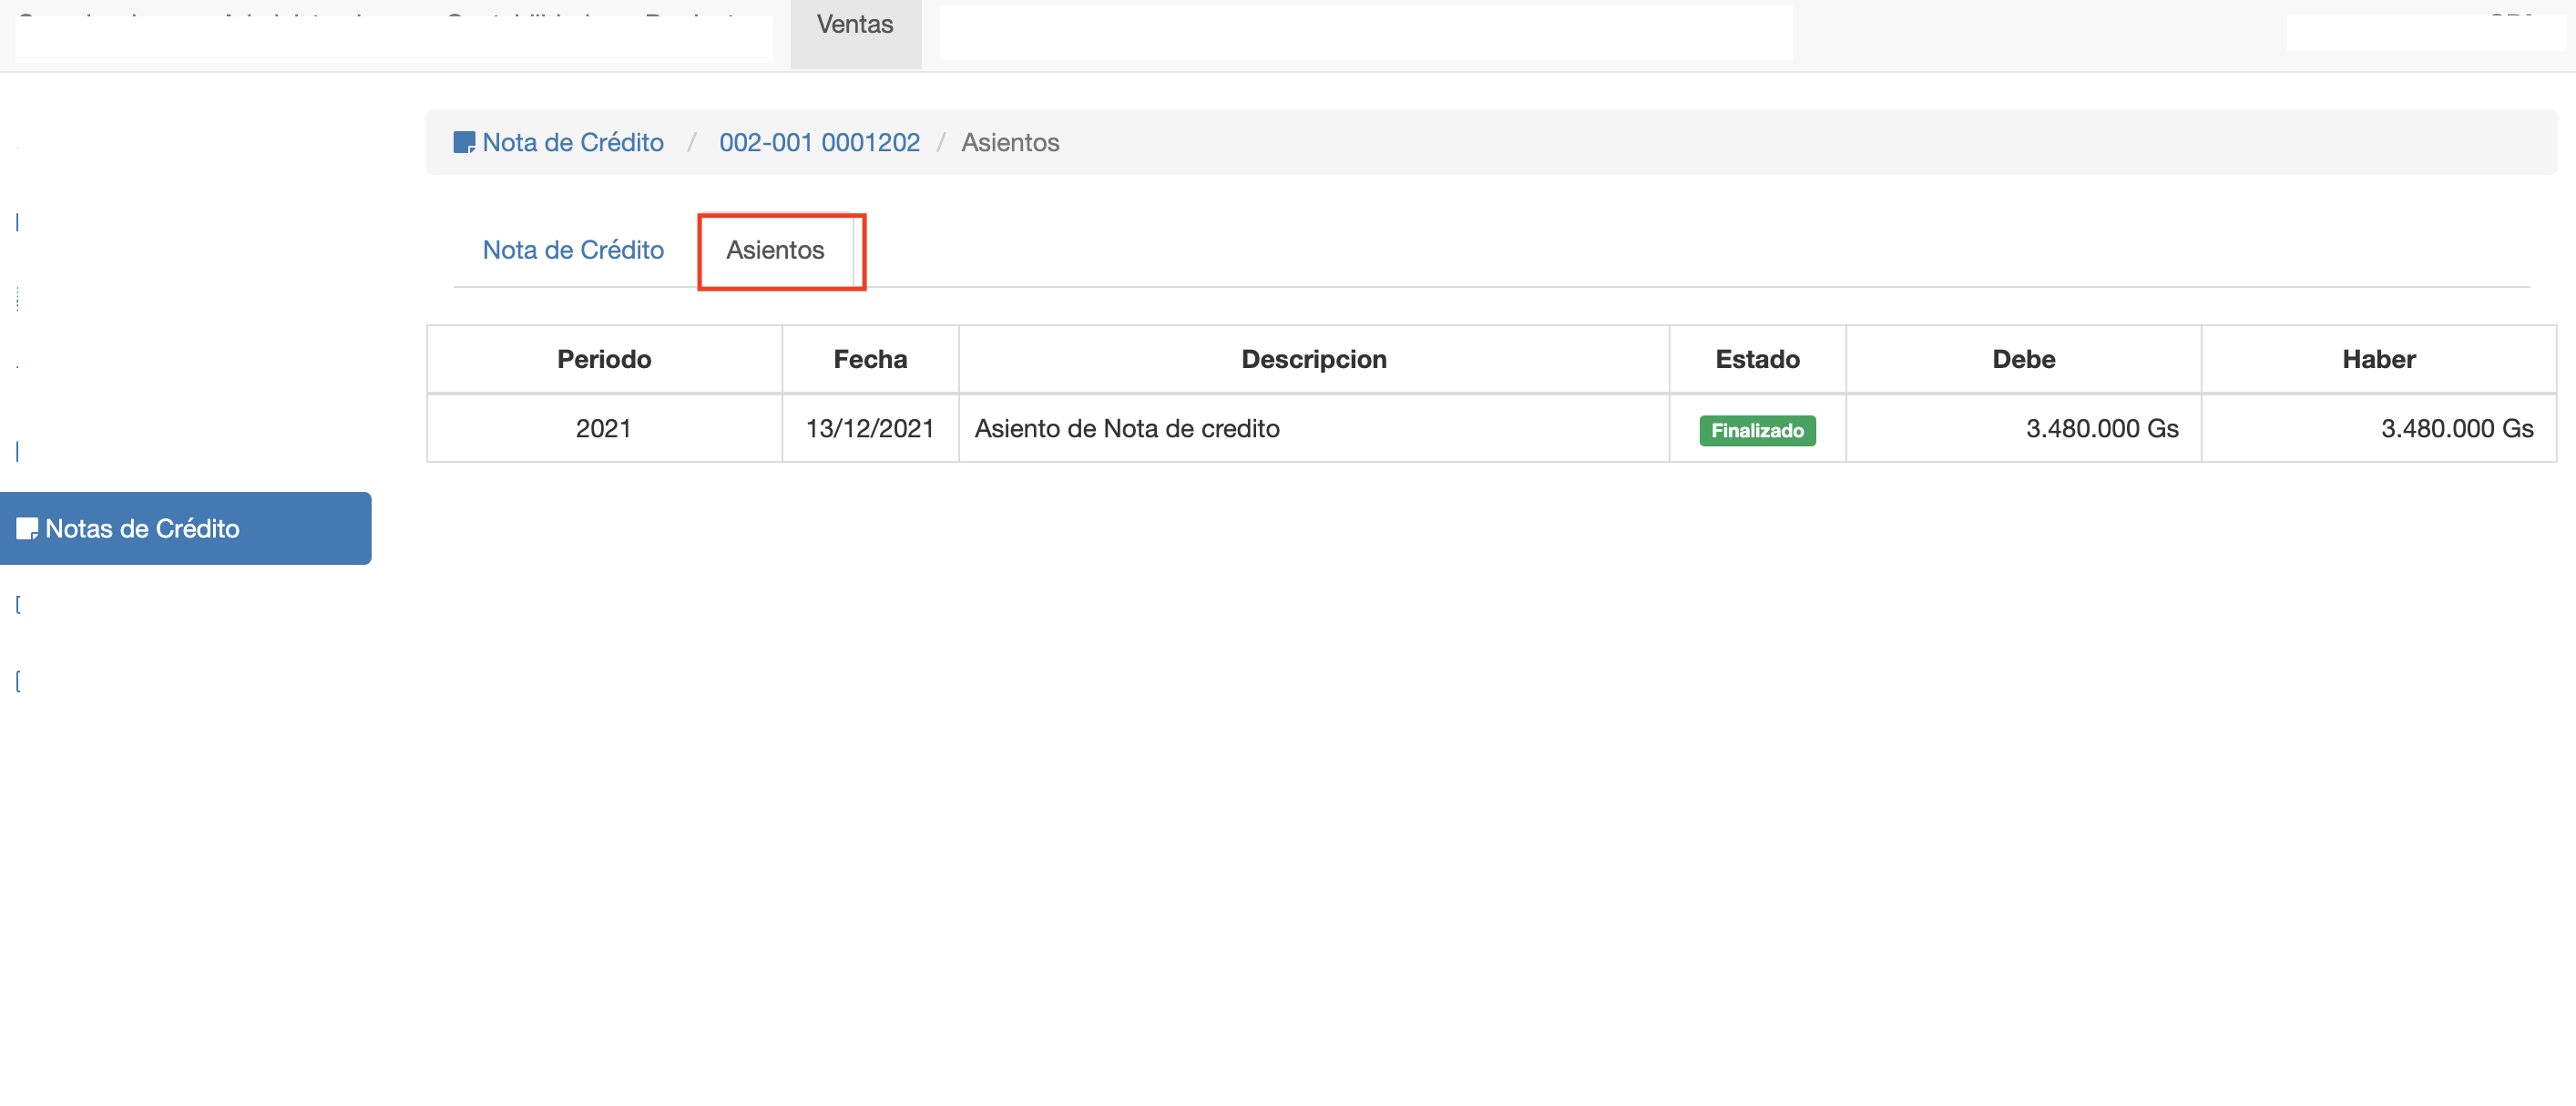 Ventas
Nota de Crédito / 002-001 0001202 / Asientos
Nota de Crédito Asientos
Periodo Fecha Descripcion Estado Debe Haber
2021 13/12/2021 Asiento de Nota de credito Finalizado 3.480.000 Gs 3.480.000 Gs
Notas de Crédito